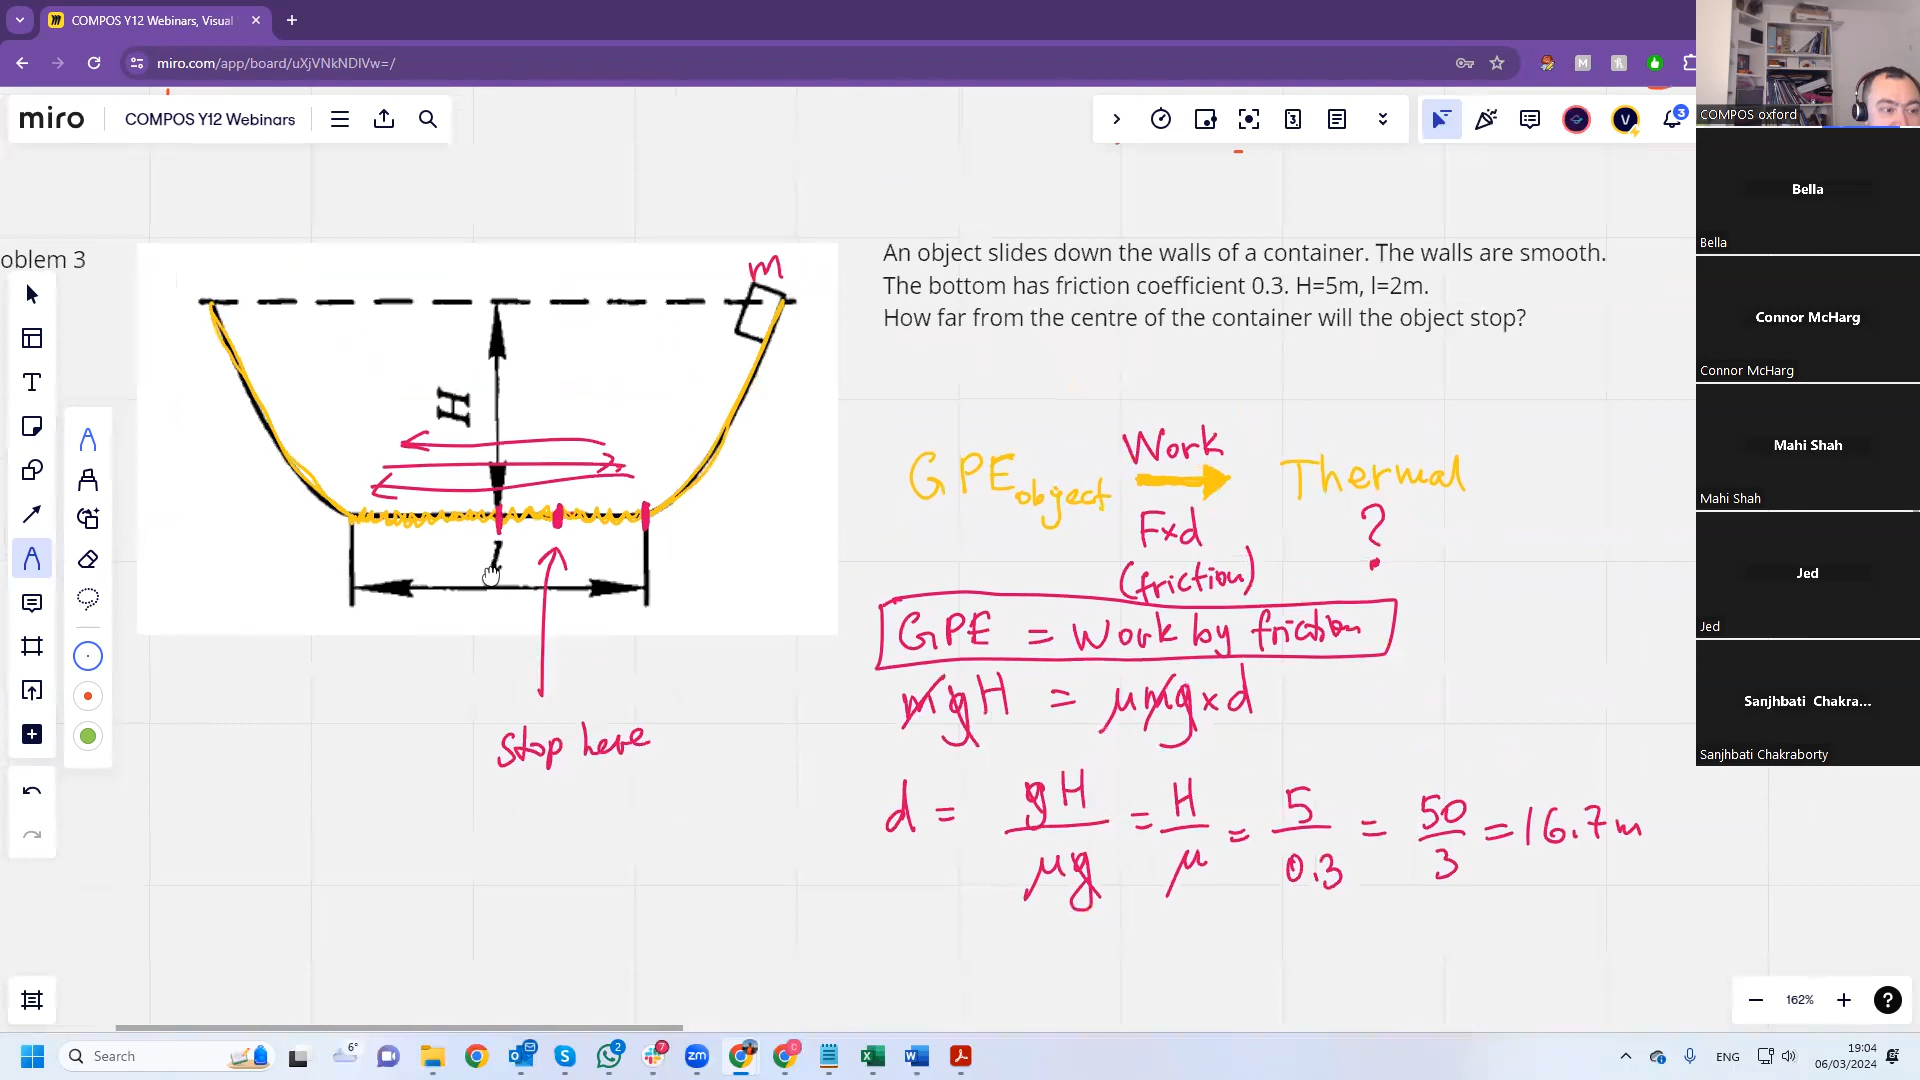 COMPOS Y12 Webinars, Visual
miro.com/app/board/uXjVNkNDIVw=/
miro
COMPOS Y12 Webinars
V
3
COMPOS oxford
Bella
Bella
Connor McHarg
Connor McHarg
Mahi Shah
Mahi Shah
Jed
Jed
Sanjhbati Chakra...
Sanjhbati Chakraborty
oblem 3
An object slides down the walls of a container. The walls are smooth.
The bottom has friction coefficient 0.3. H=5m, l=2m.
How far from the centre of the container will the object stop?
m
H
l
stop here
GPE object Work Thermal
Fxd ?
(friction)
GPE = Work by friction
mgH = μmg x d
d = gH/μg = H/μ = 5/0.3 = 50/3 = 16.7m
162%
Search
6°
2
7
ENG
19:04
06/03/2024